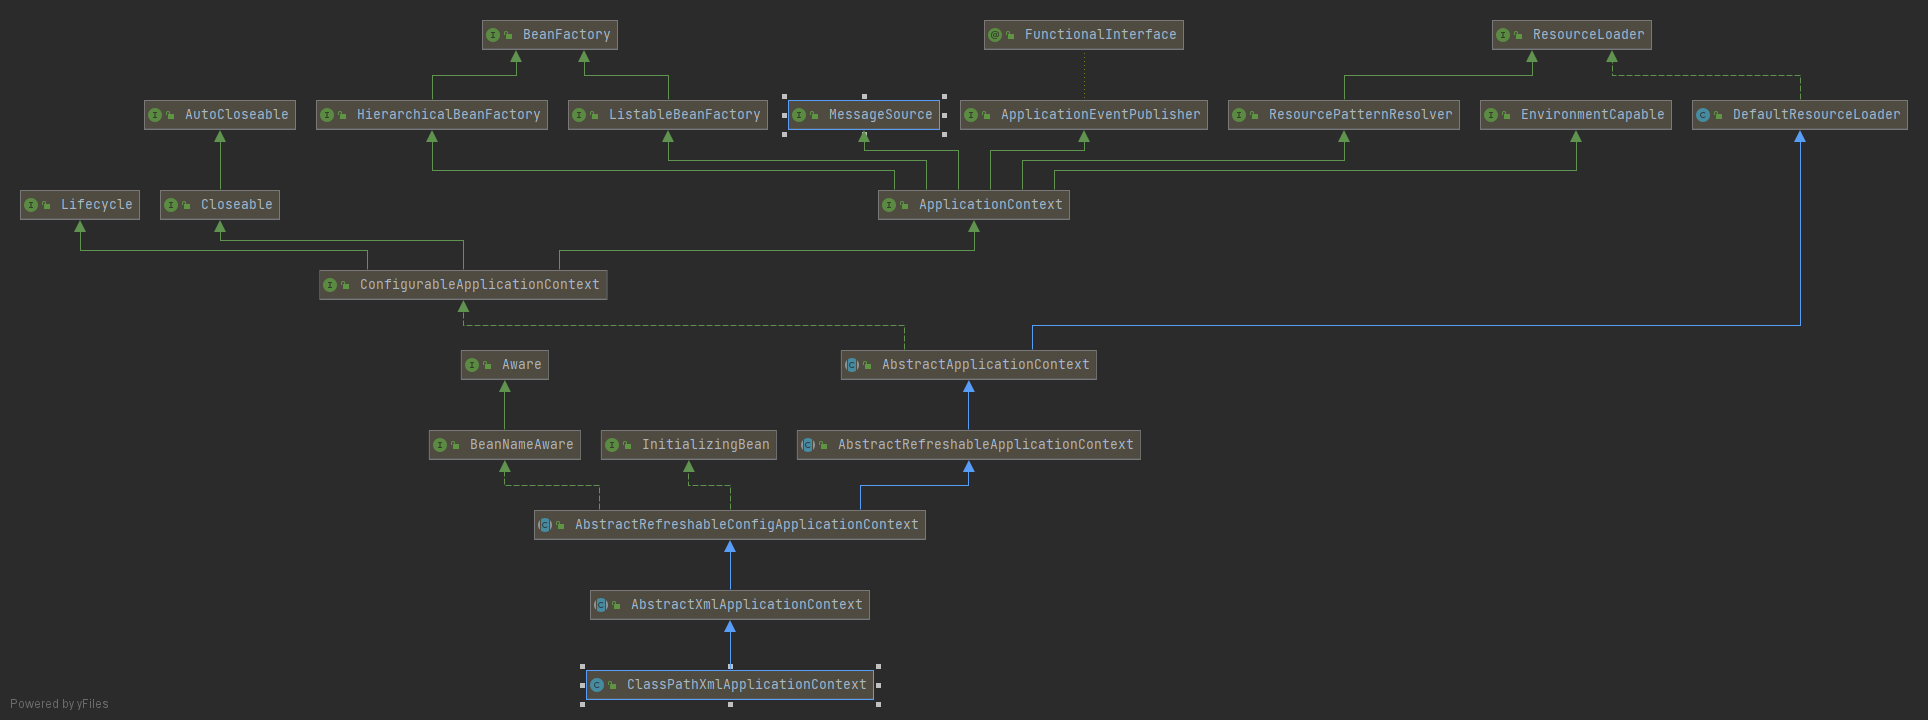 BeanFactory
FunctionalInterface
ResourceLoader
AutoCloseable
HierarchicalBeanFactory
ListableBeanFactory
MessageSource
ApplicationEventPublisher
ResourcePatternResolver
EnvironmentCapable
DefaultResourceLoader
Lifecycle
Closeable
ApplicationContext
ConfigurableApplicationContext
Aware
AbstractApplicationContext
BeanNameAware
InitializingBean
AbstractRefreshableApplicationContext
AbstractRefreshableConfigApplicationContext
AbstractXmlApplicationContext
ClassPathXmlApplicationContext
Powered by yFiles